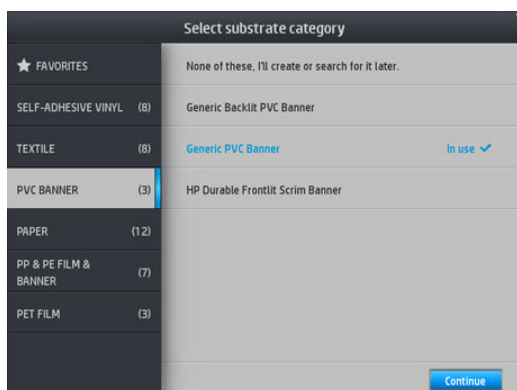 Select substrate category
FAVORITES
SELF-ADHESIVE VINYL (8)
TEXTILE (8)
PVC BANNER (3)
PAPER (12)
PP & PE FILM &
BANNER (7)
PET FILM (3)
None of these, I'll create or search for it later.
Generic Backlit PVC Banner
Generic PVC Banner In use
HP Durable Frontlit Scrim Banner
Continue